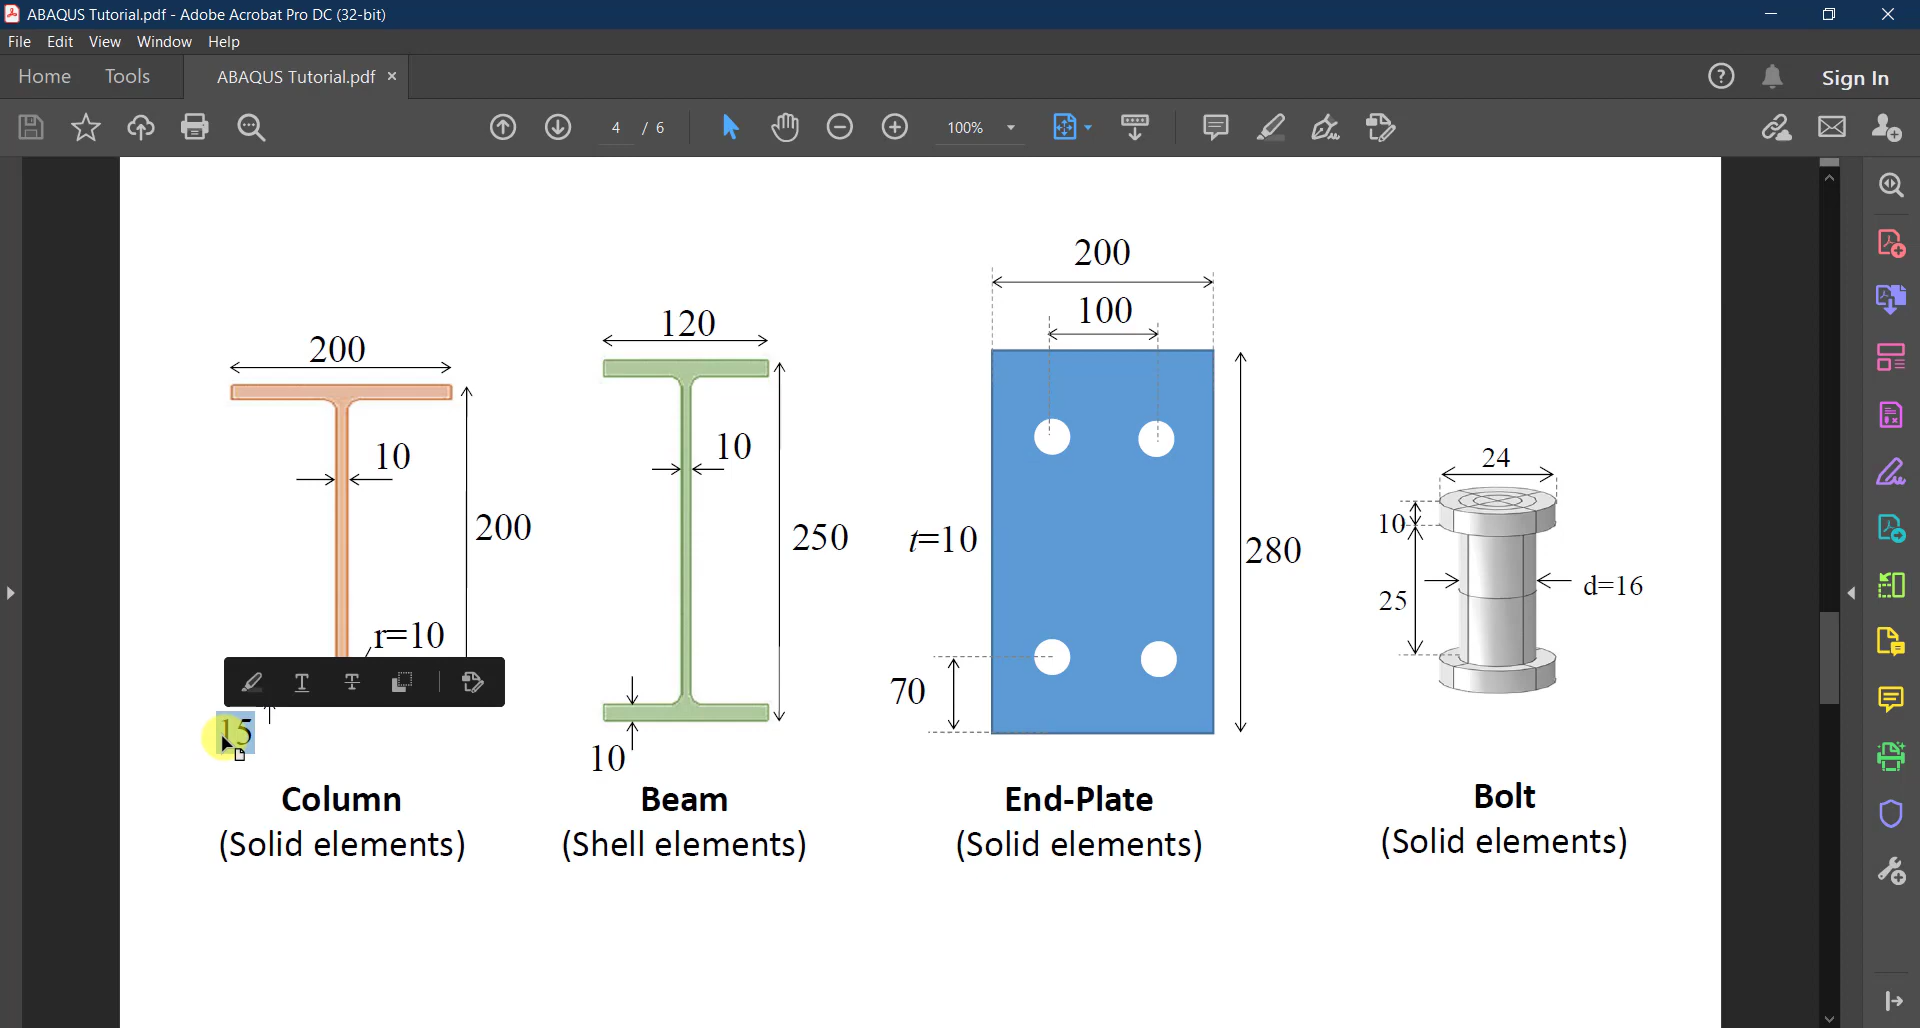 ABAQUS Tutorial.pdf - Adobe Acrobat Pro DC (32-bit)
File Edit View Window Help
Home Tools ABAQUS Tutorial.pdf × Sign In
4 / 6 100%
200
100
120
200
10
10
200
250
t=10
280
24
10
25
d=16
r=10
70
15
10
Column
(Solid elements)
Beam
(Shell elements)
End-Plate
(Solid elements)
Bolt
(Solid elements)